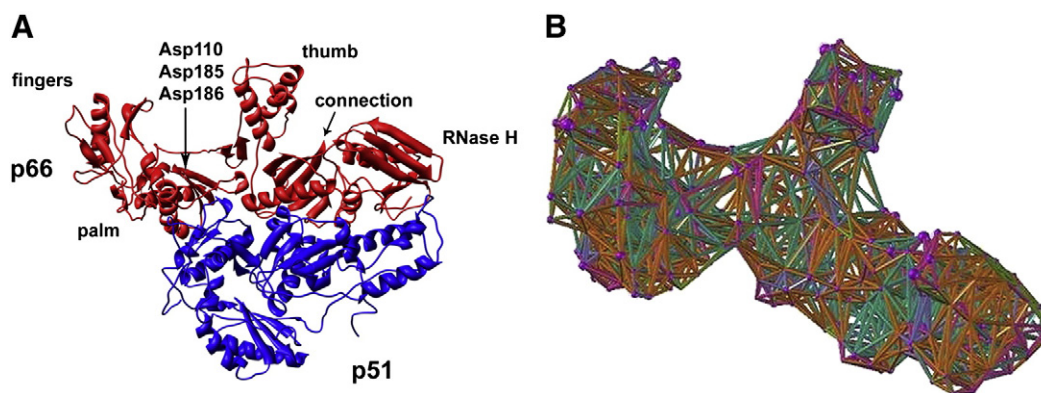 A
Asp110
Asp185
Asp186
thumb
fingers
connection
RNase H
p66
palm
p51
B